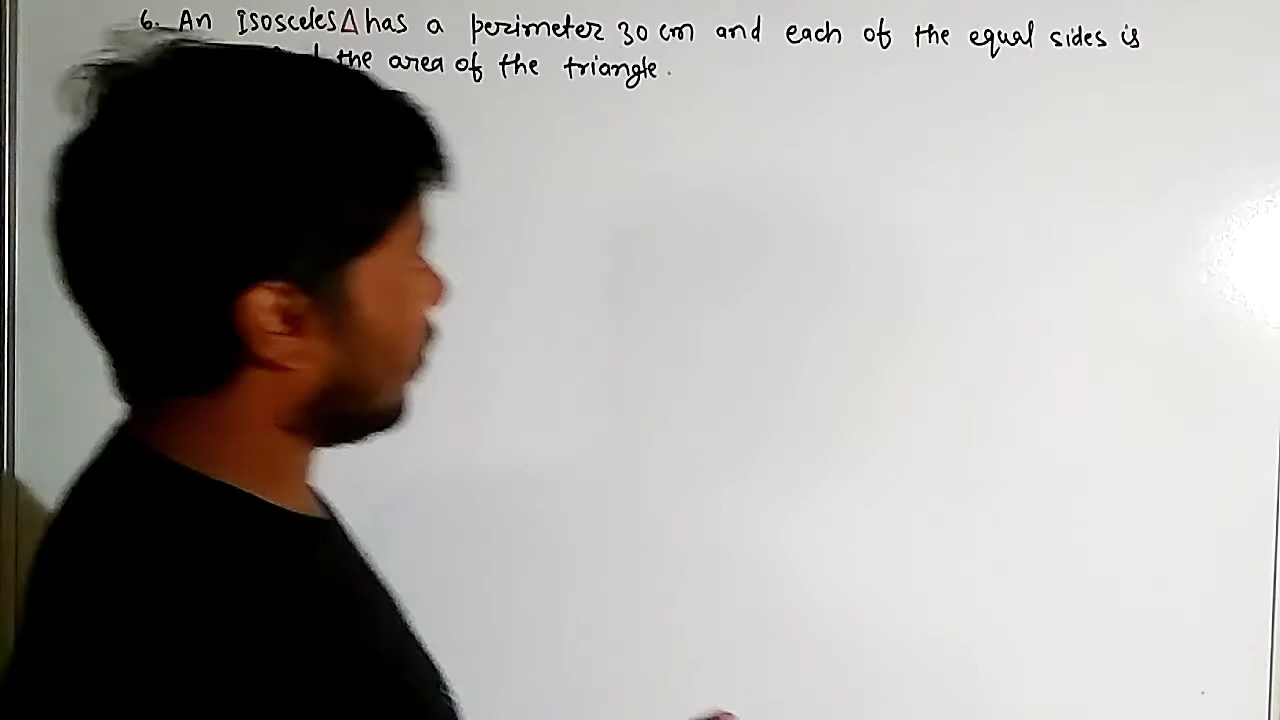 6. An Isosceles Δ has a perimeter 30 cm and each of the equal sides is
the area of the triangle.